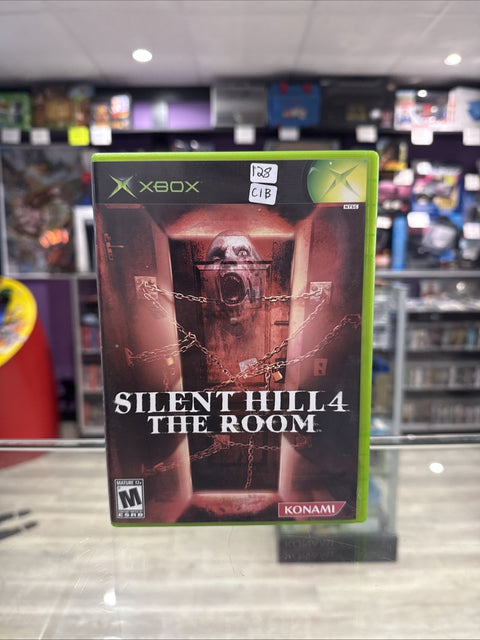 XBOX
128
CIB
NTSC
SILENT HILL 4
THE ROOM
MATURE 17+
M
ESRB
KONAMI